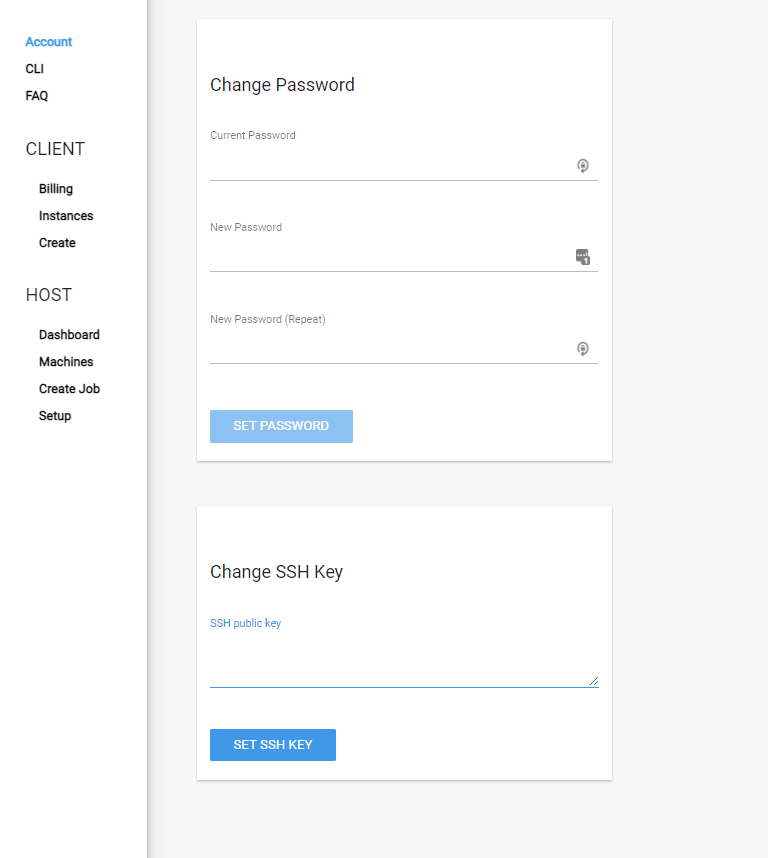 Account
CLI
FAQ
CLIENT
Billing
Instances
Create
HOST
Dashboard
Machines
Create Job
Setup
Change Password
Current Password
New Password
1
New Password (Repeat)
SET PASSWORD
Change SSH Key
SSH public key
SET SSH KEY